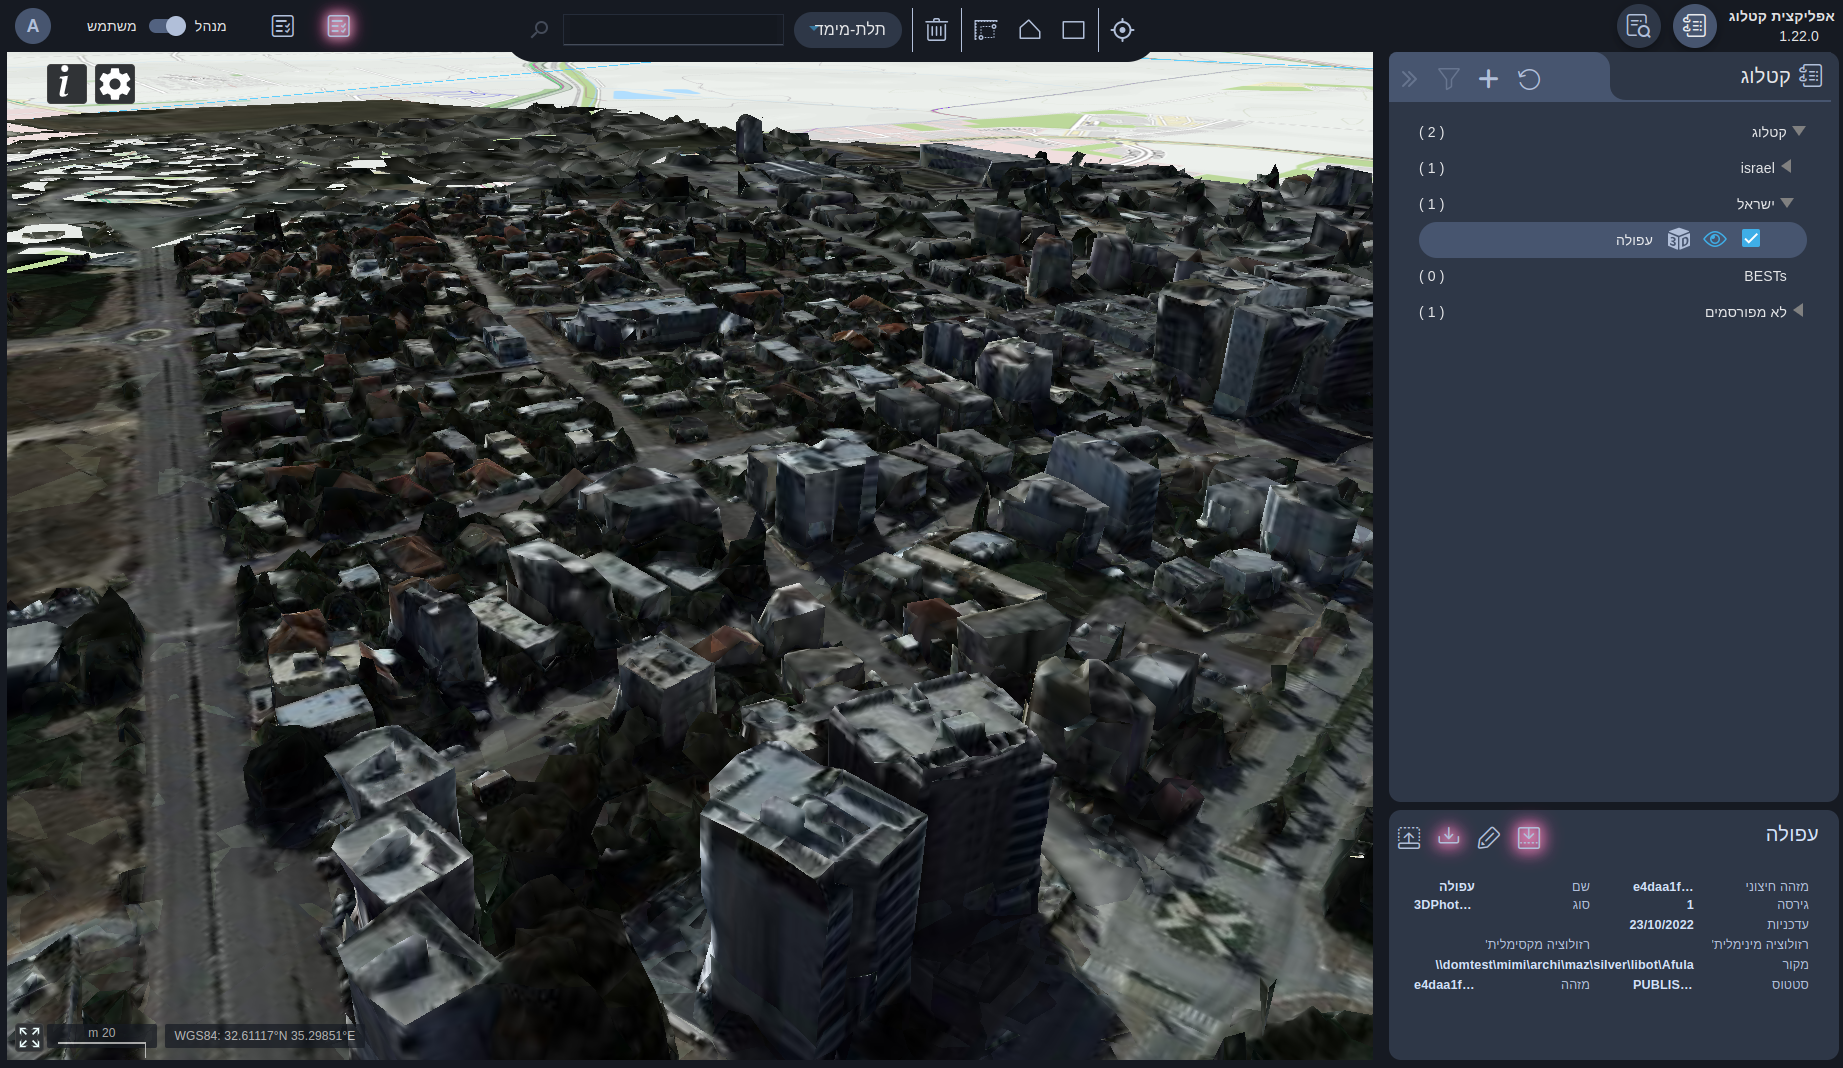 אפליקצית קטלוג
1.22.0
תלת-מימד
מנהל משתמש
A
i
קטלוג
קטלוג ( 2 )
israel ( 1 )
ישראל ( 1 )
עפולה 3D
BESTs ( 0 )
לא מפורסמים ( 1 )
עפולה
מזהה חיצוני e4daa1f… שם עפולה
גירסה 1 סוג 3DPhot…
עדכניות 23/10/2022
רזולוציה מינימלית' רזולוציה מקסימלית'
מקור \\domtest\mimi\archi\maz\silver\libot\Afula
סטטוס PUBLIS… מזהה e4daa1f…
m 20
WGS84: 32.61117°N 35.29851°E